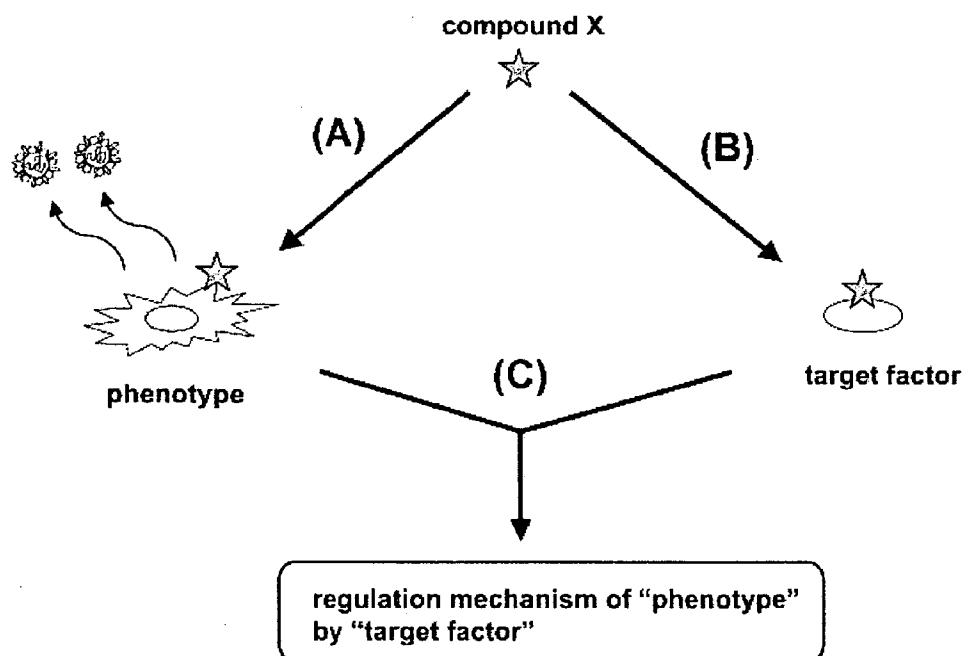 compound X
(A)
(B)
(C)
phenotype
target factor
regulation mechanism of “phenotype”
by “target factor”